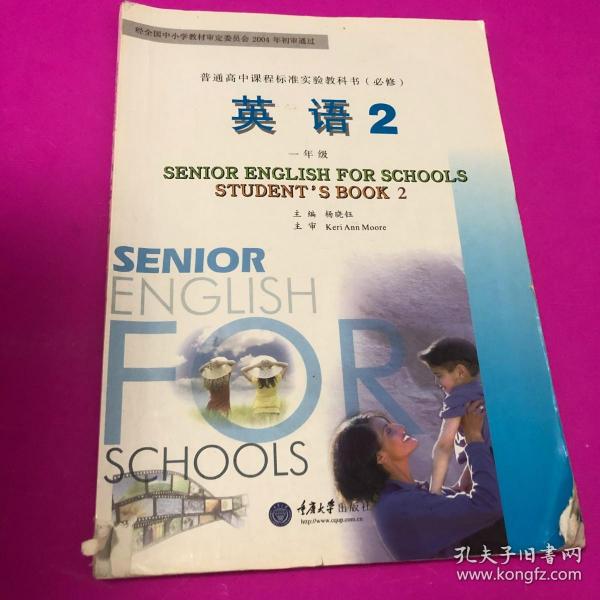 经全国中小学教材审定委员会 2004 年初审通过
普通高中课程标准实验教科书（必修）
英语 2
一年级
SENIOR ENGLISH FOR SCHOOLS
STUDENT'S BOOK 2
主 编 杨晓钰
主 审 Keri Ann Moore
SENIOR
ENGLISH
FOR
SCHOOLS
重庆大学出版社
http://www.cqup.com.cn
孔夫子旧书网
www.kongfz.com